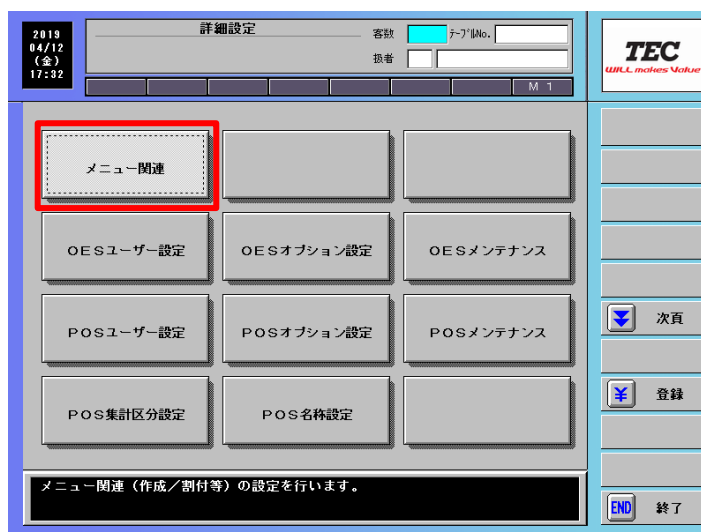 2019
04/12
(金)
17:32
詳細設定
客数
ﾃｰﾌﾞﾙNo.
扱者
M 1
TEC
WILL makes Value
メニュー関連
OESユーザー設定
OESオプション設定
OESメンテナンス
POSユーザー設定
POSオプション設定
POSメンテナンス
POS集計区分設定
POS名称設定
次頁
¥ 登録
END 終了
メニュー関連（作成／割付等）の設定を行います。